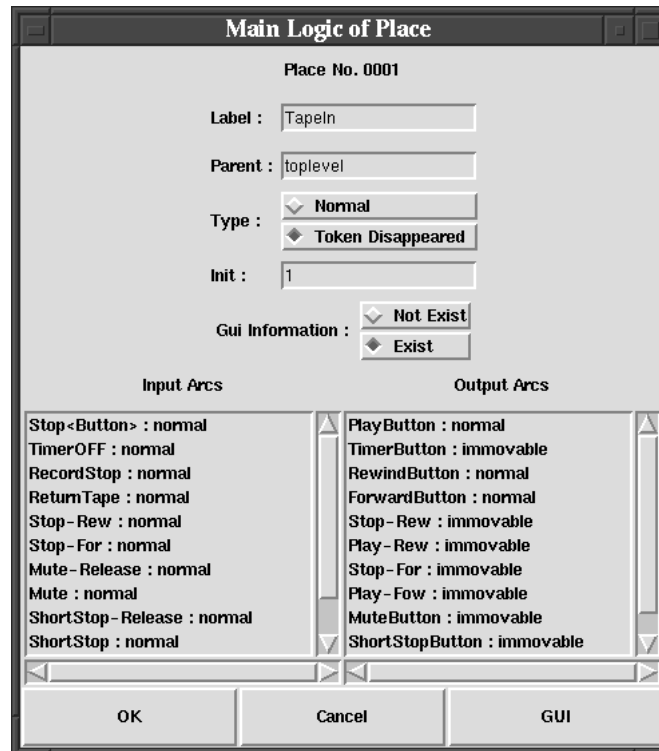 Main Logic of Place
Place No. 0001
Label : TapeIn
Parent : toplevel
Type :
Normal
Token Disappeared
Init : 1
Gui Information :
Not Exist
Exist
Input Arcs
Stop<Button> : normal
TimerOFF : normal
RecordStop : normal
ReturnTape : normal
Stop-Rew : normal
Stop-For : normal
Mute-Release : normal
Mute : normal
ShortStop-Release : normal
ShortStop : normal
Output Arcs
PlayButton : normal
TimerButton : immovable
RewindButton : normal
ForwardButton : normal
Stop-Rew : immovable
Play-Rew : immovable
Stop-For : immovable
Play-Fow : immovable
MuteButton : immovable
ShortStopButton : immovable
OK
Cancel
GUI